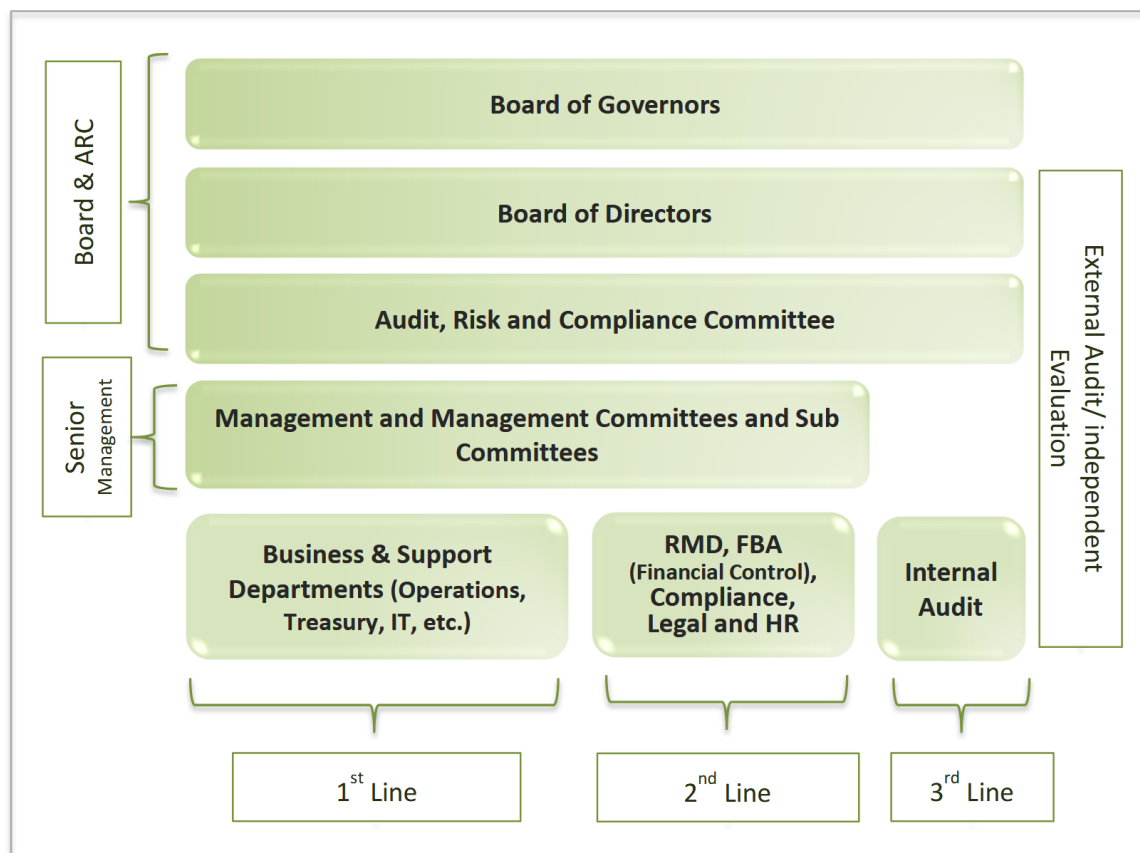 Board & ARC
Board of Governors
Board of Directors
Audit, Risk and Compliance Committee
Senior
Management
Management and Management Committees and Sub
Committees
External Audit/ independent
Evaluation
Business & Support
Departments (Operations,
Treasury, IT, etc.)
RMD, FBA
(Financial Control),
Compliance,
Legal and HR
Internal
Audit
1st Line
2nd Line
3rd Line